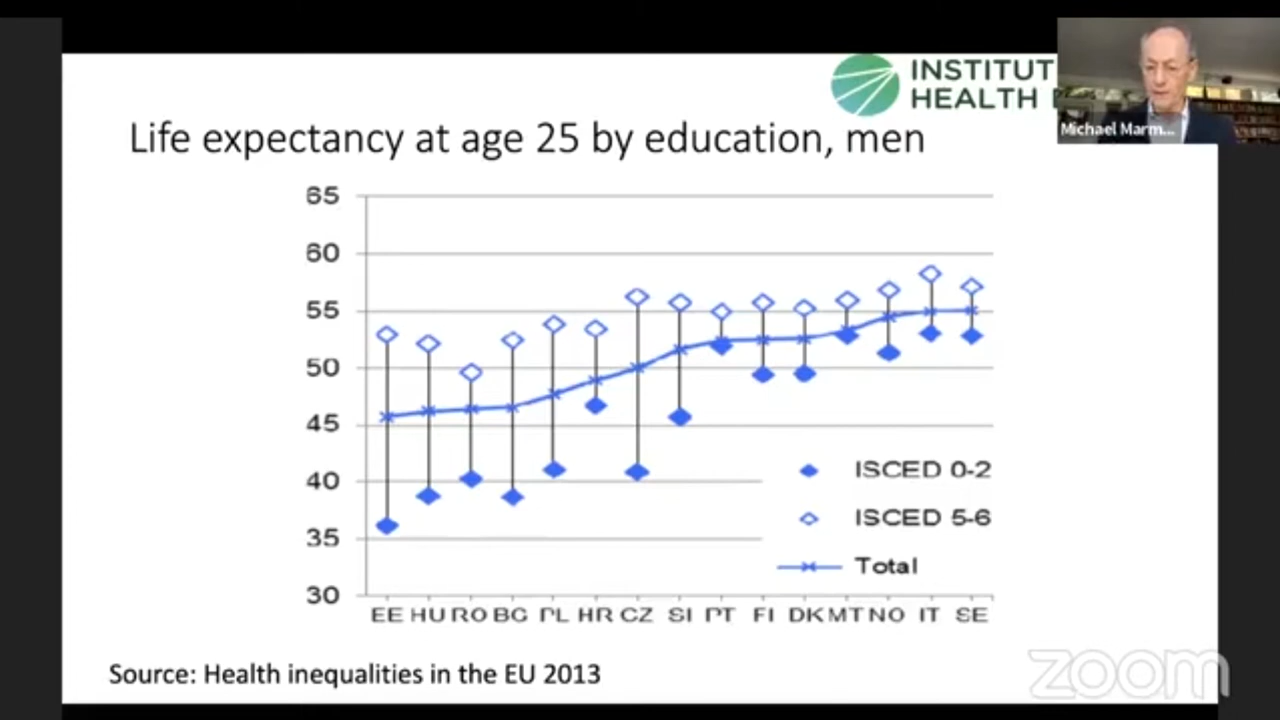 INSTITUT
HEALTH
Michael Marm...
Life expectancy at age 25 by education, men
65
60
55
50
45
40
35
30
ISCED 0-2
ISCED 5-6
Total
EE HU RO BG PL HR CZ SI PT FI DK MT NO IT SE
Source: Health inequalities in the EU 2013
zoom